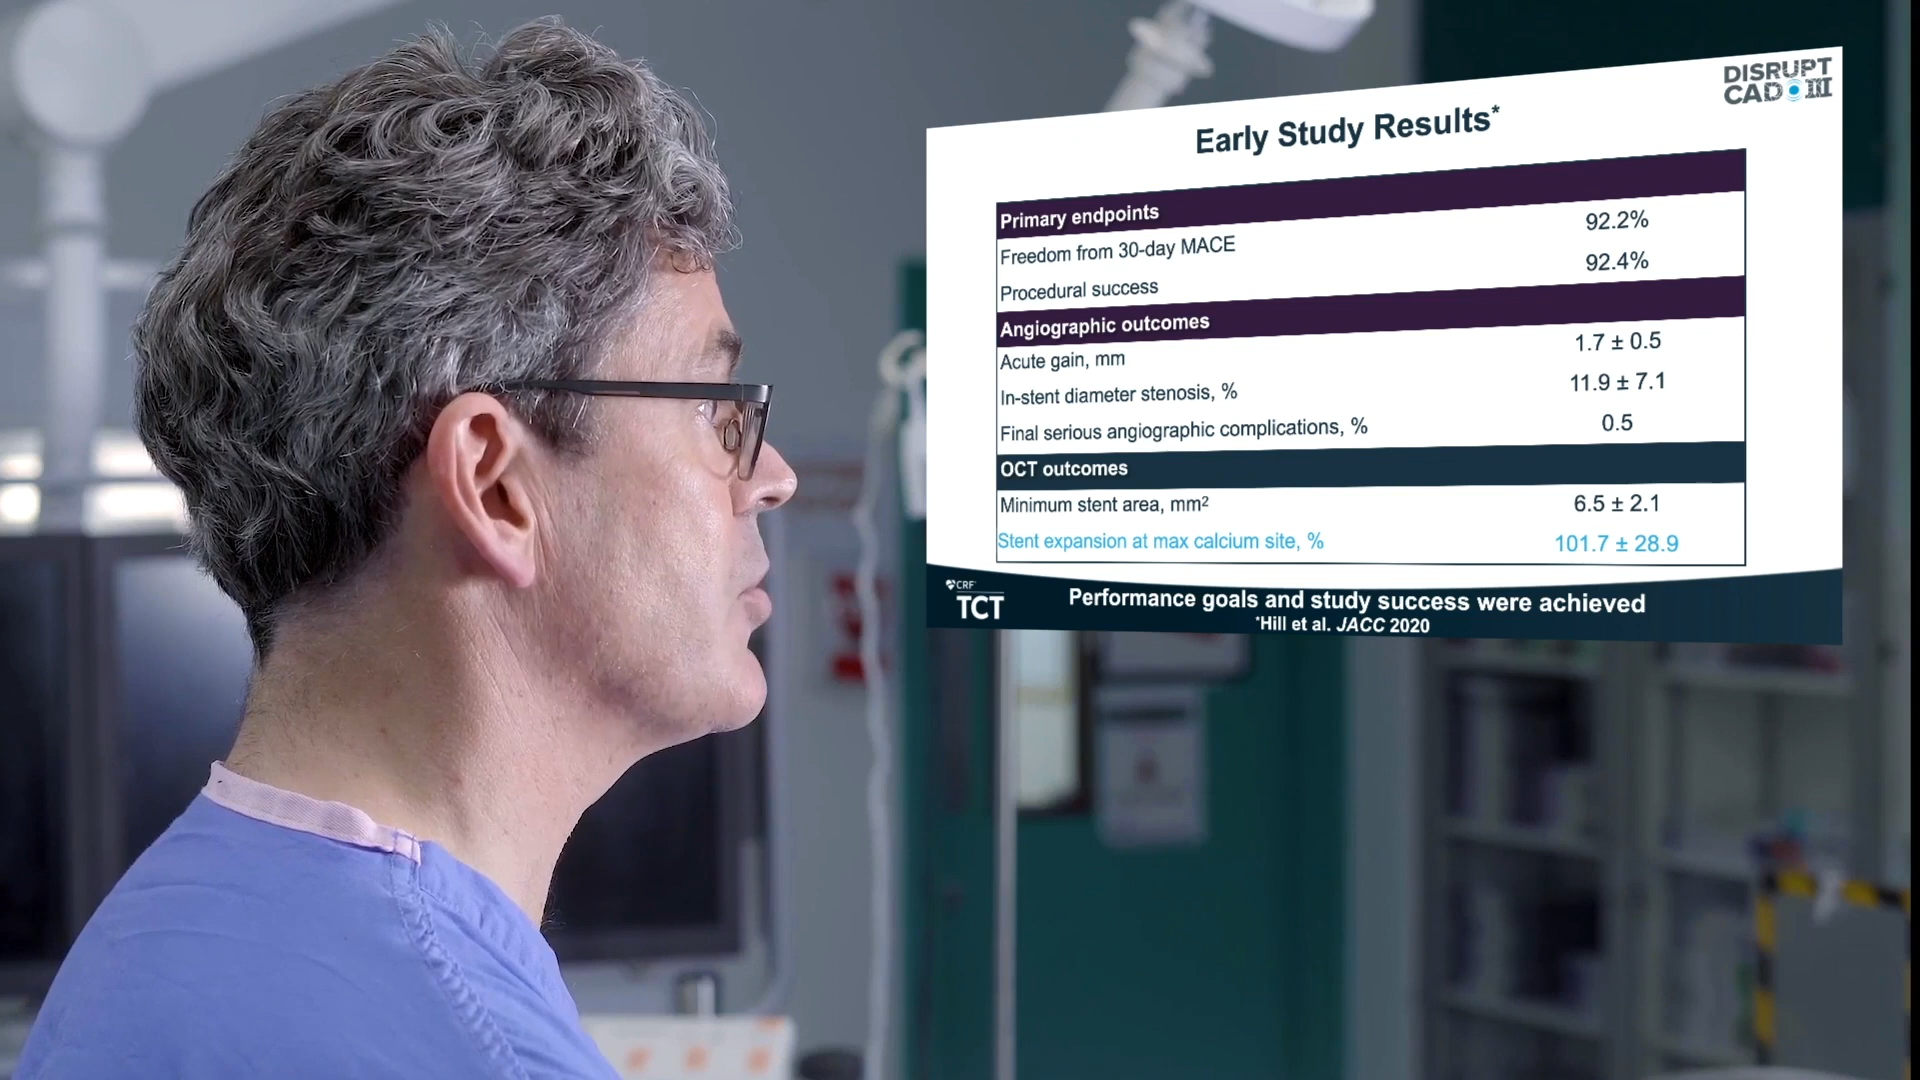 DISRUPT
CAD III
Early Study Results*
Primary endpoints
Freedom from 30-day MACE 92.2%
Procedural success 92.4%
Angiographic outcomes
Acute gain, mm 1.7 ± 0.5
In-stent diameter stenosis, % 11.9 ± 7.1
Final serious angiographic complications, % 0.5
OCT outcomes
Minimum stent area, mm² 6.5 ± 2.1
Stent expansion at max calcium site, % 101.7 ± 28.9
CRF
TCT
Performance goals and study success were achieved
*Hill et al. JACC 2020